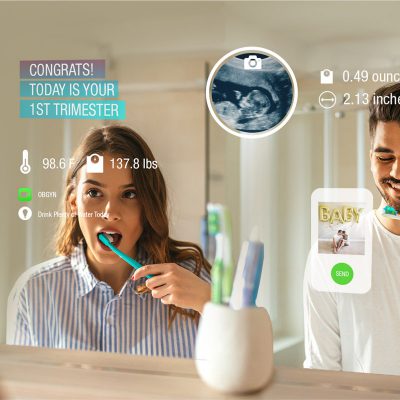 CONGRATS!
TODAY IS YOUR
1ST TRIMESTER
98.6 F
137.8 lbs
OBGYN
Drink Plenty of Water Today
0.49 ounc
2.13 inche
BABY
SEND